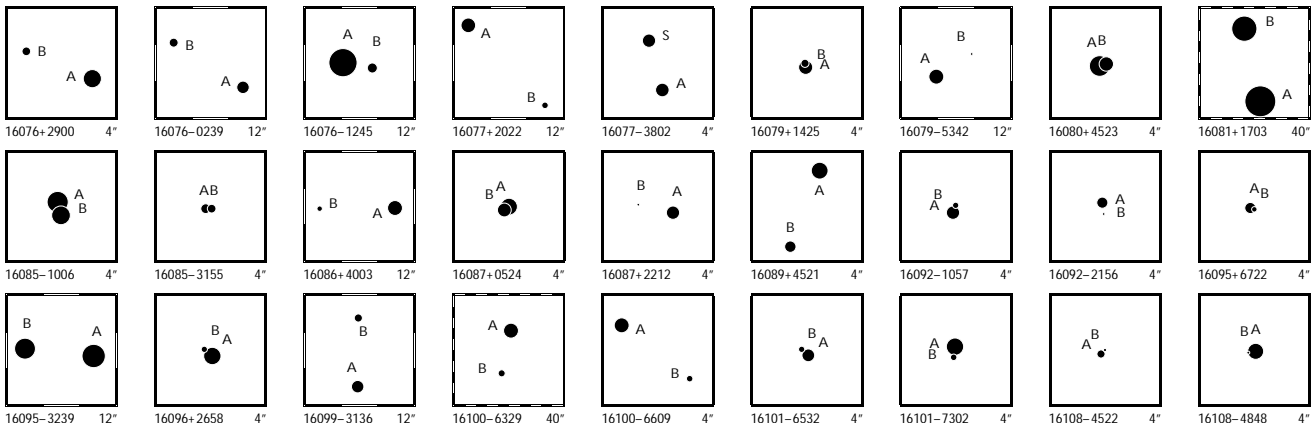 B A
16076+2900 4″
B A
16076−0239 12″
A B
16076−1245 12″
A B
16077+2022 12″
S A
16077−3802 4″
B A
16079+1425 4″
B A
16079−5342 12″
A B
16080+4523 4″
B A
16081+1703 40″
A B
16085−1006 4″
A B
16085−3155 4″
B A
16086+4003 12″
B A
16087+0524 4″
B A
16087+2212 4″
A B
16089+4521 4″
B A
16092−1057 4″
A B
16092−2156 4″
A B
16095+6722 4″
B A
16095−3239 12″
B A
16096+2658 4″
B A
16099−3136 12″
A B
16100−6329 40″
A B
16100−6609 4″
B A
16101−6532 4″
A B
16101−7302 4″
B A
16108−4522 4″
B A
16108−4848 4″